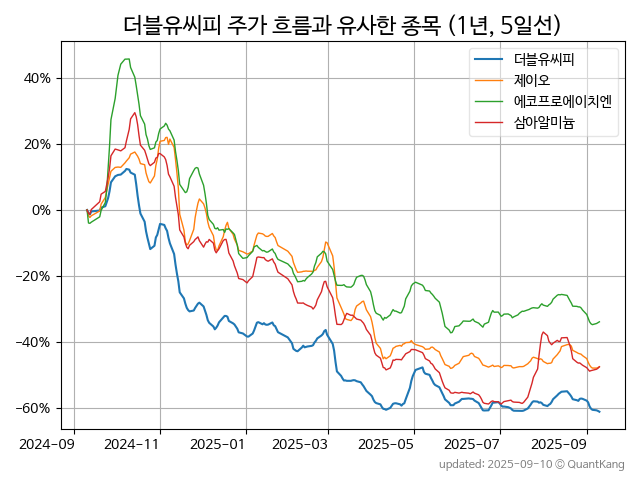 더블유씨피 주가 흐름과 유사한 종목 (1년, 5일선)
더블유씨피
제이오
에코프로에이치엔
삼아알미늄
40%
20%
0%
−20%
−40%
−60%
2024-09
2024-11
2025-01
2025-03
2025-05
2025-07
2025-09
updated: 2025-09-10 © QuantKang